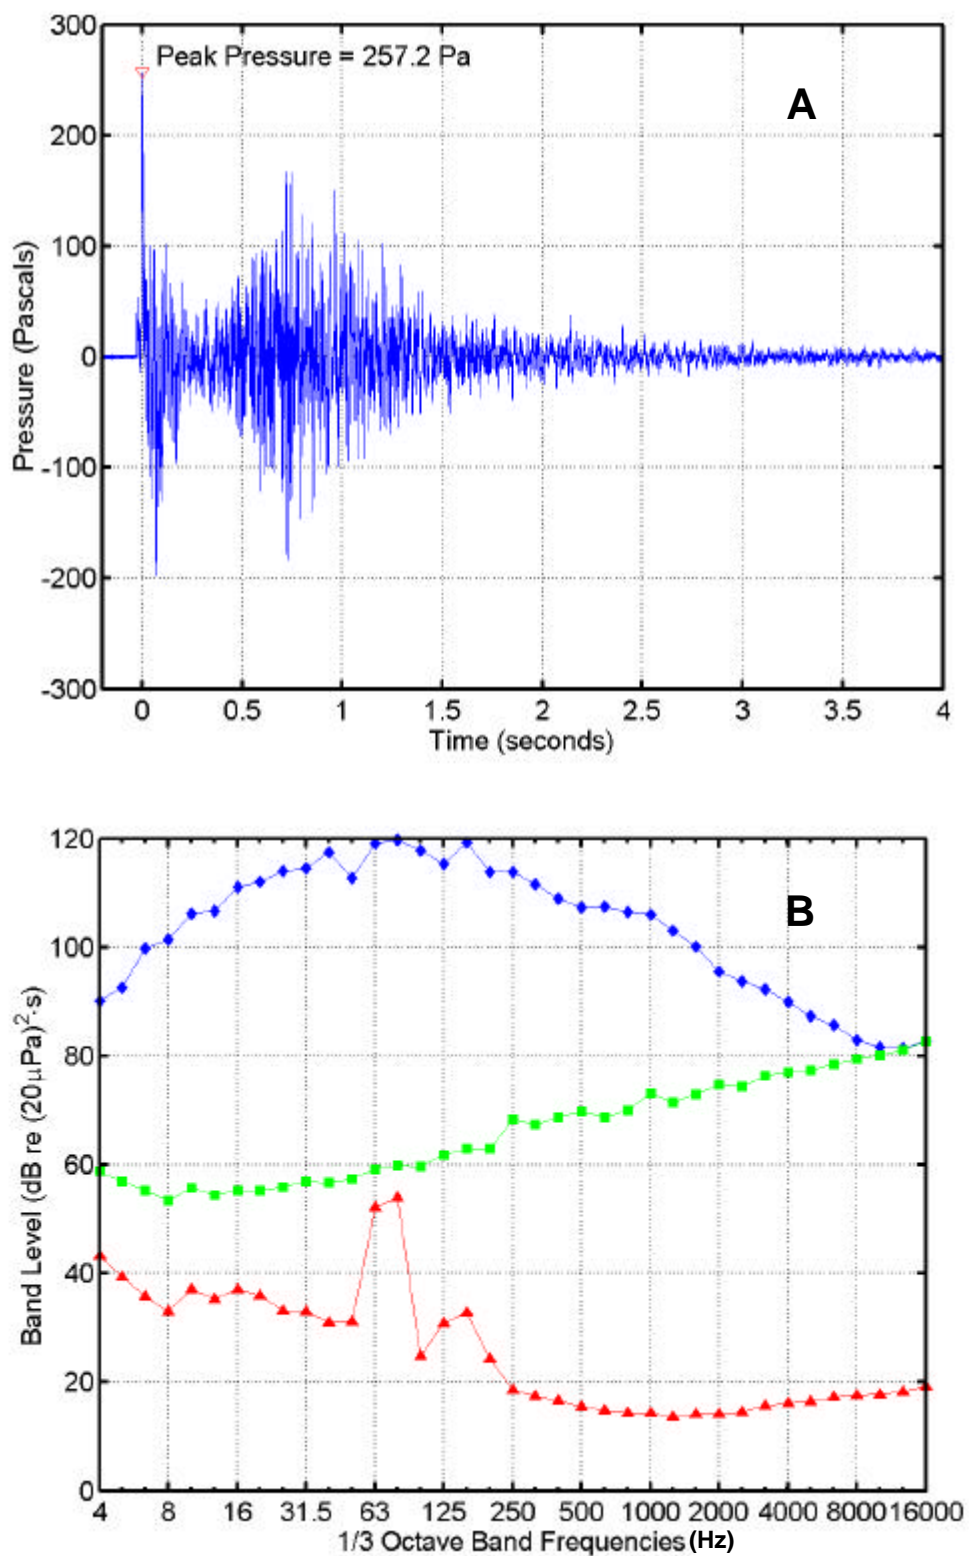 300
200
100
0
-100
-200
-300
Pressure (Pascals)
Peak Pressure = 257.2 Pa
A
0 0.5 1 1.5 2 2.5 3 3.5 4
Time (seconds)
120
100
80
60
40
20
0
Band Level (dB re (20μPa)²·s)
B
4 8 16 31.5 63 125 250 500 1000 2000 4000 8000 16000
1/3 Octave Band Frequencies (Hz)